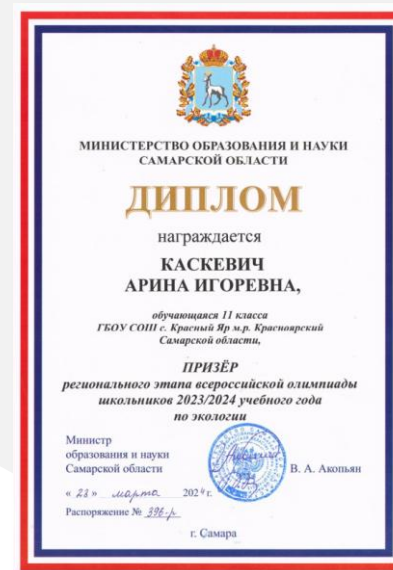 МИНИСТЕРСТВО ОБРАЗОВАНИЯ И НАУКИ
САМАРСКОЙ ОБЛАСТИ
ДИПЛОМ
награждается
КАСКЕВИЧ
АРИНА ИГОРЕВНА,
обучающаяся 11 класса
ГБОУ СОШ с. Красный Яр м.р. Красноярский
Самарской области,
ПРИЗЁР
регионального этапа всероссийской олимпиады
школьников 2023/2024 учебного года
по экологии
Министр
образования и науки
Самарской области В. А. Акопьян
« 23 » марта 2024 г.
Распоряжение № 396-р
г. Самара